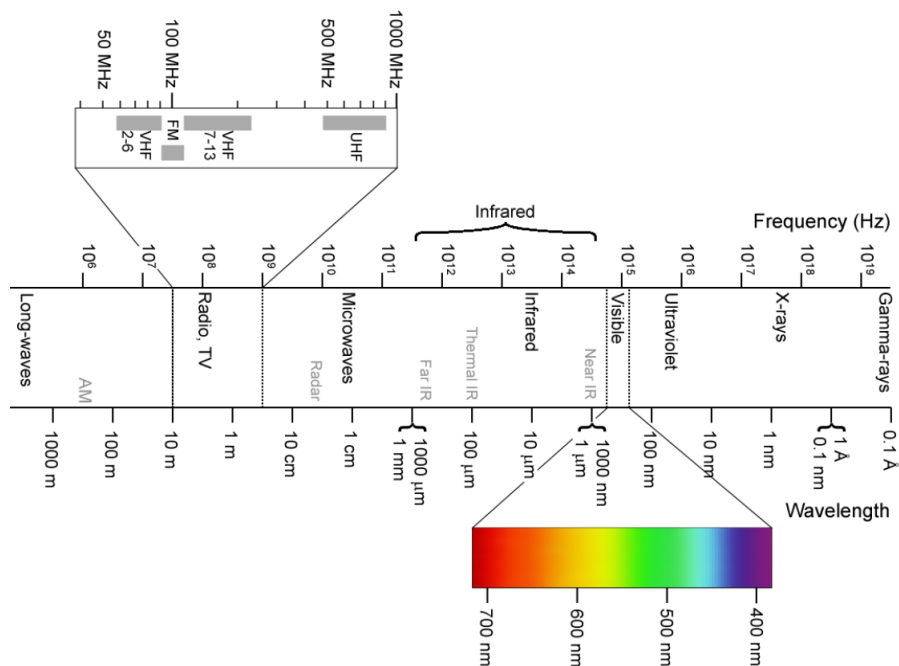 50 MHz
100 MHz
500 MHz
1000 MHz
VHF
2-6
FM
VHF
7-13
UHF
Infrared
Frequency (Hz)
10⁶
10⁷
10⁸
10⁹
10¹⁰
10¹¹
10¹²
10¹³
10¹⁴
10¹⁵
10¹⁶
10¹⁷
10¹⁸
10¹⁹
Long-waves
Radio, TV
Microwaves
Infrared
Visible
Ultraviolet
X-rays
Gamma-rays
AM
Radar
Far IR
Thermal IR
Near IR
1000 m
100 m
10 m
1 m
10 cm
1 cm
1000 µm
1 mm
100 µm
10 µm
1000 nm
1 µm
100 nm
10 nm
1 nm
1 Å
0.1 nm
0.1 Å
Wavelength
700 nm
600 nm
500 nm
400 nm